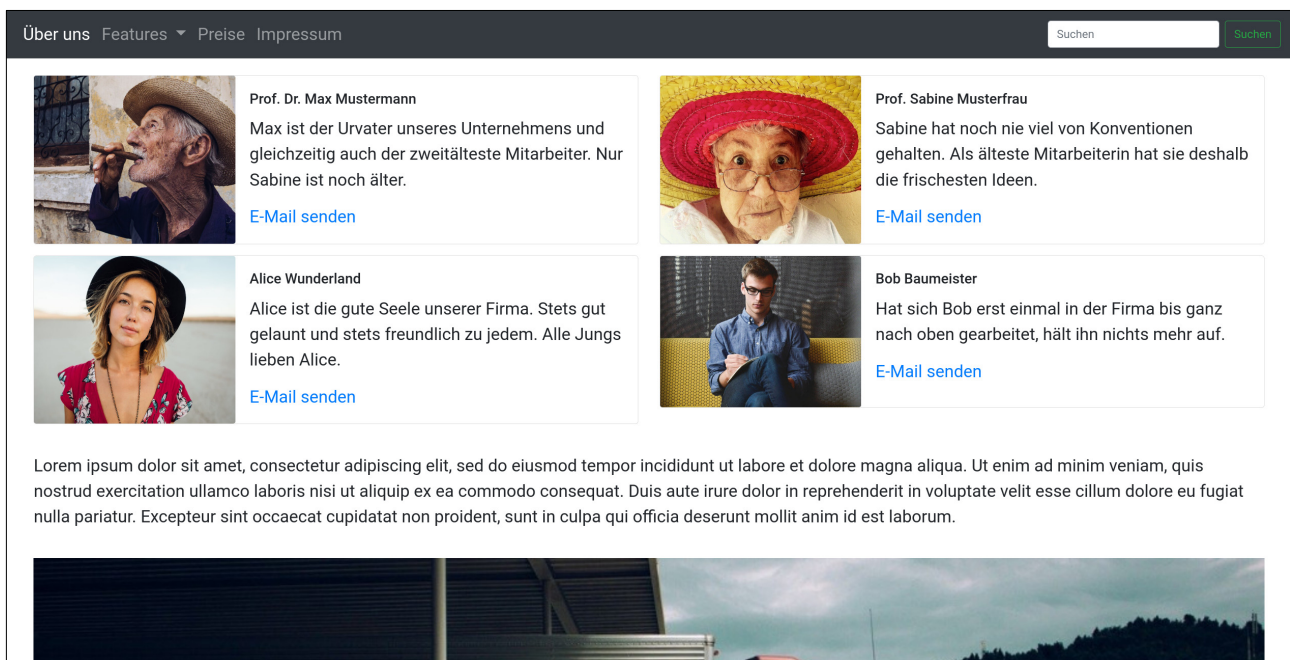 Über uns Features Preise Impressum Suchen Suchen
Prof. Dr. Max Mustermann
Max ist der Urvater unseres Unternehmens und
gleichzeitig auch der zweitälteste Mitarbeiter. Nur
Sabine ist noch älter.
E-Mail senden
Prof. Sabine Musterfrau
Sabine hat noch nie viel von Konventionen
gehalten. Als älteste Mitarbeiterin hat sie deshalb
die frischesten Ideen.
E-Mail senden
Alice Wunderland
Alice ist die gute Seele unserer Firma. Stets gut
gelaunt und stets freundlich zu jedem. Alle Jungs
lieben Alice.
E-Mail senden
Bob Baumeister
Hat sich Bob erst einmal in der Firma bis ganz
nach oben gearbeitet, hält ihn nichts mehr auf.
E-Mail senden
Lorem ipsum dolor sit amet, consectetur adipiscing elit, sed do eiusmod tempor incididunt ut labore et dolore magna aliqua. Ut enim ad minim veniam, quis
nostrud exercitation ullamco laboris nisi ut aliquip ex ea commodo consequat. Duis aute irure dolor in reprehenderit in voluptate velit esse cillum dolore eu fugiat
nulla pariatur. Excepteur sint occaecat cupidatat non proident, sunt in culpa qui officia deserunt mollit anim id est laborum.